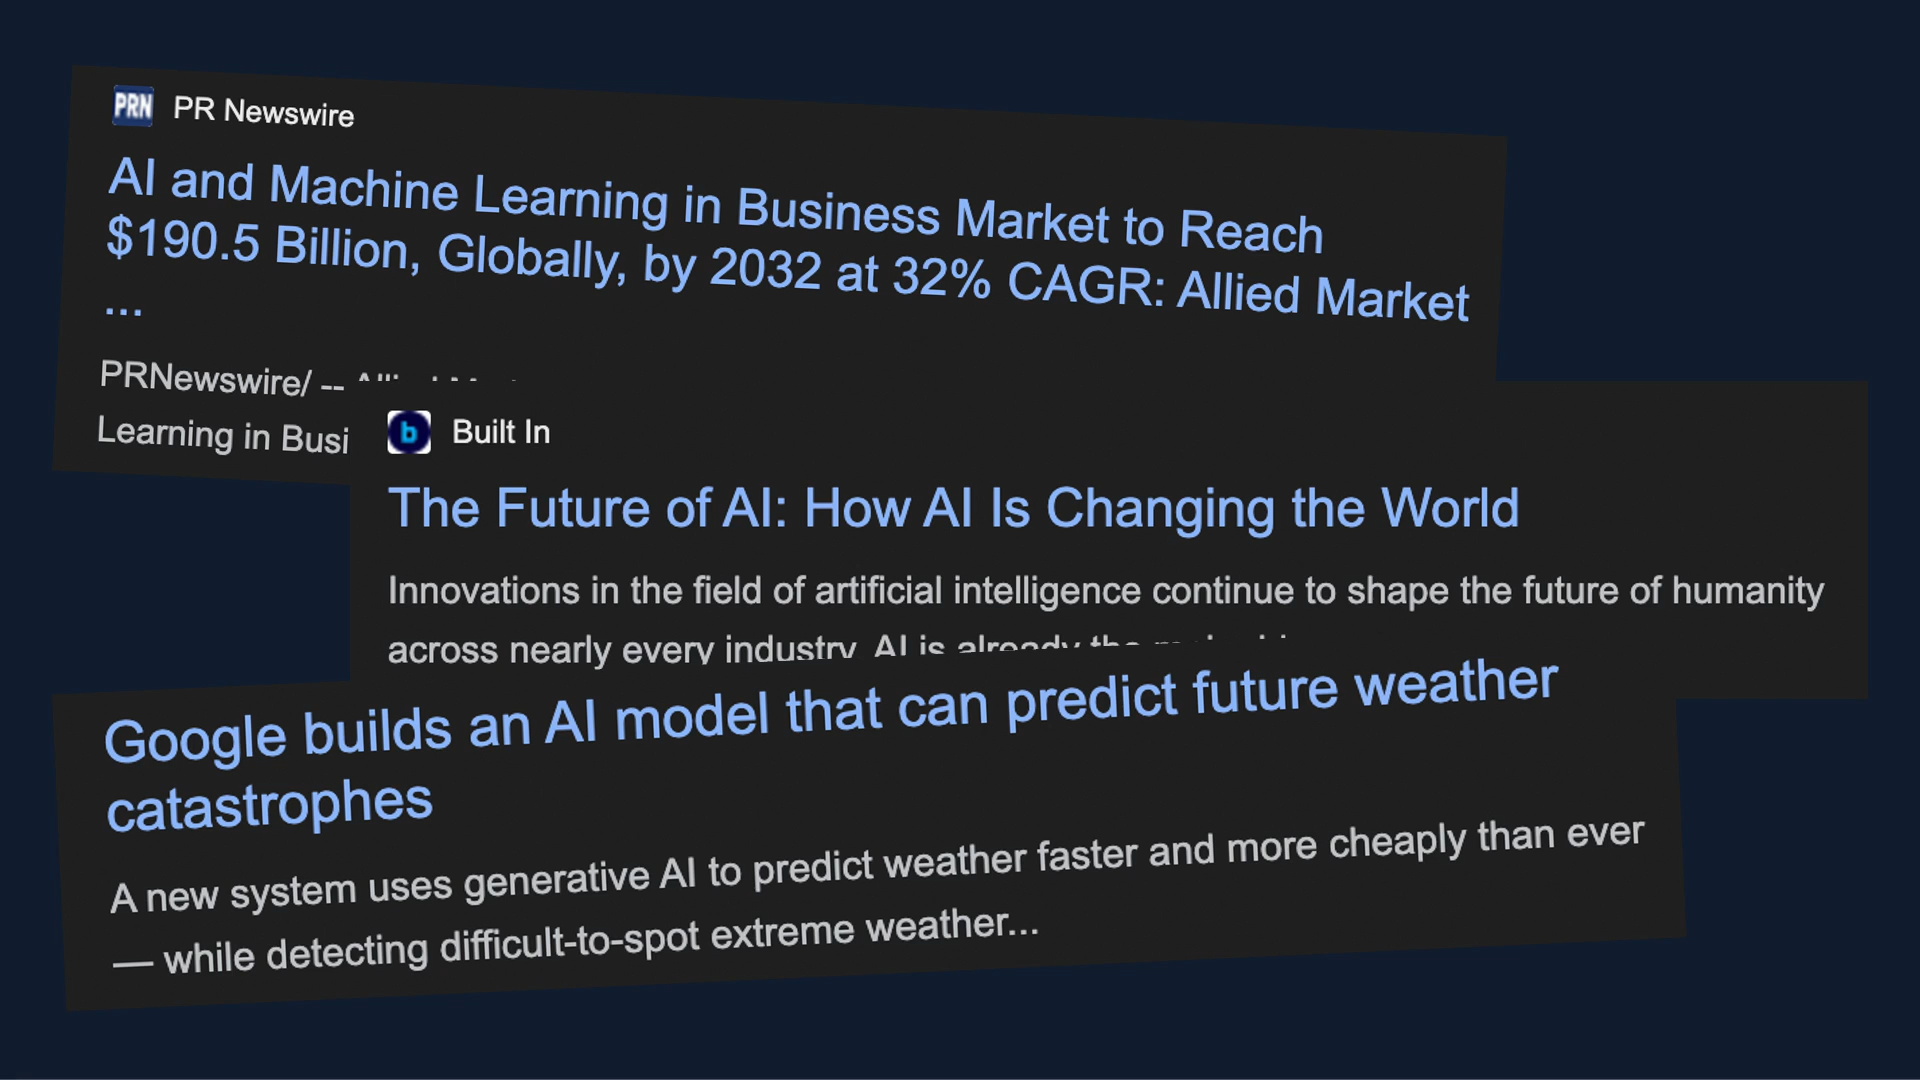 PRN PR Newswire
AI and Machine Learning in Business Market to Reach
$190.5 Billion, Globally, by 2032 at 32% CAGR: Allied Market
...
PRNewswire/ --
Learning in Busi
b Built In
The Future of AI: How AI Is Changing the World
Innovations in the field of artificial intelligence continue to shape the future of humanity
across nearly every industry. AI is already the
Google builds an AI model that can predict future weather
catastrophes
A new system uses generative AI to predict weather faster and more cheaply than ever
— while detecting difficult-to-spot extreme weather...